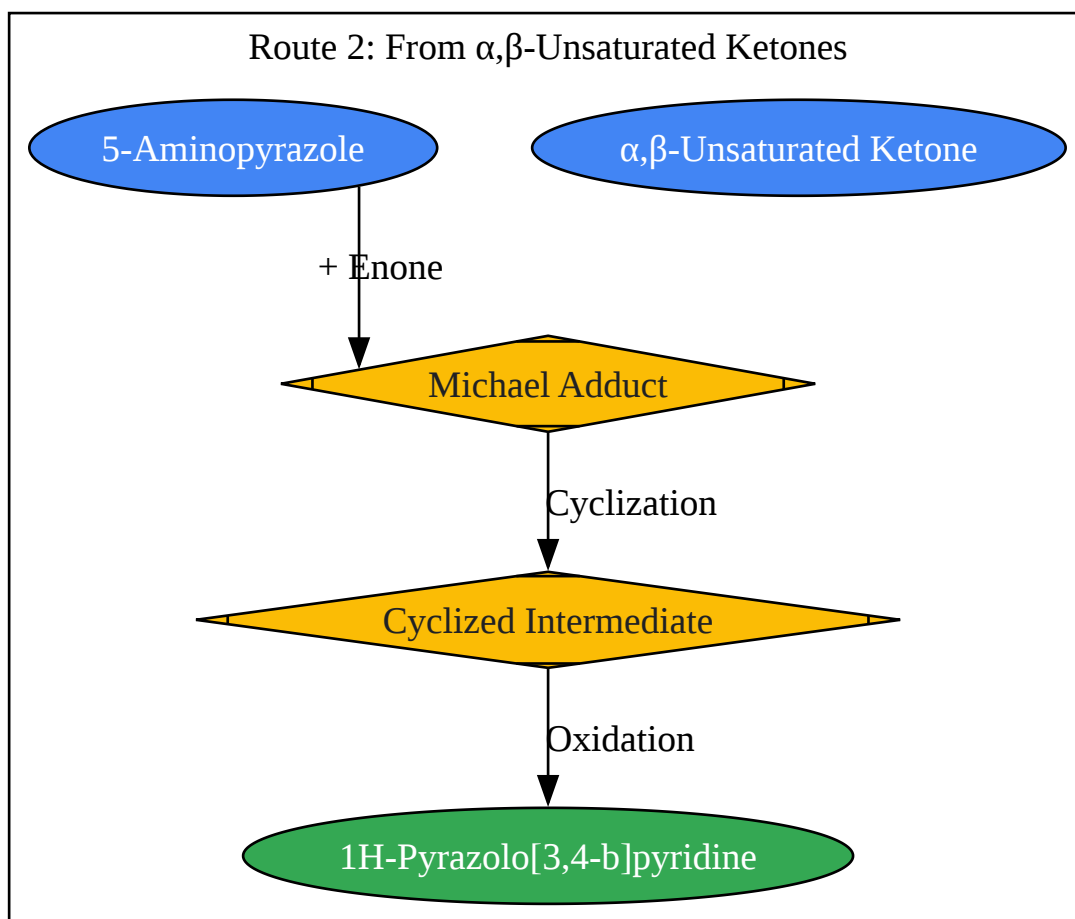 Route 2: From α,β-Unsaturated Ketones
5-Aminopyrazole
α,β-Unsaturated Ketone
+ Enone
Michael Adduct
Cyclization
Cyclized Intermediate
Oxidation
1H-Pyrazolo[3,4-b]pyridine